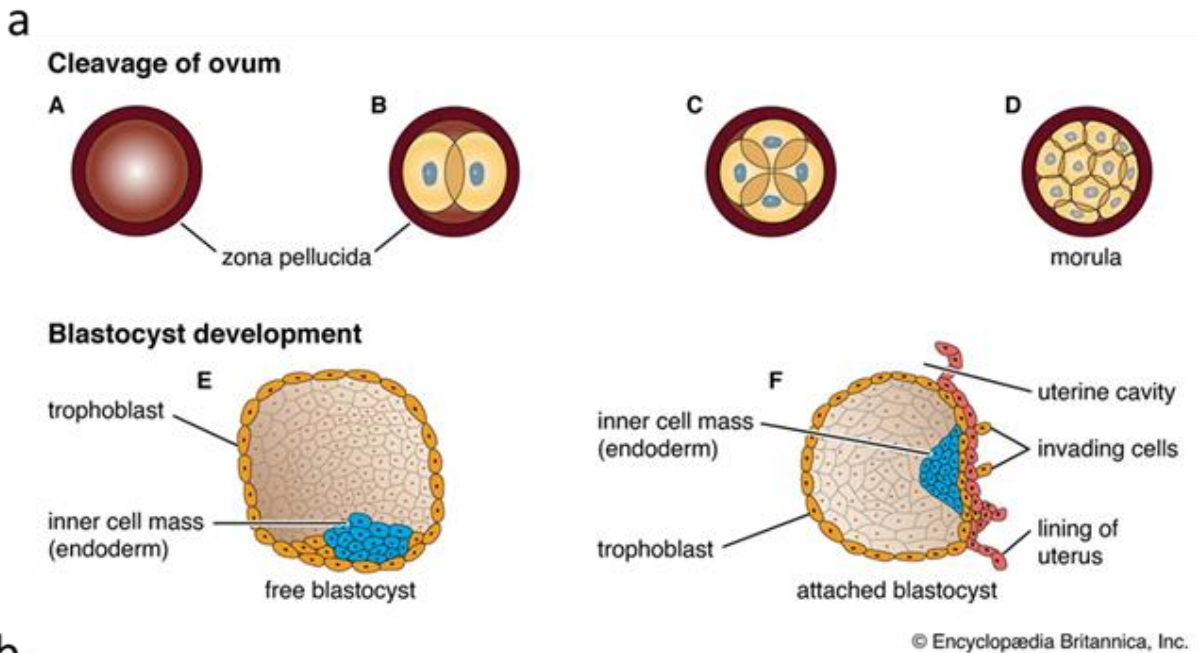 a
Cleavage of ovum
A
B
C
D
zona pellucida
morula
Blastocyst development
E
F
trophoblast
inner cell mass
(endoderm)
free blastocyst
inner cell mass
(endoderm)
trophoblast
uterine cavity
invading cells
lining of
uterus
attached blastocyst
© Encyclopædia Britannica, Inc.